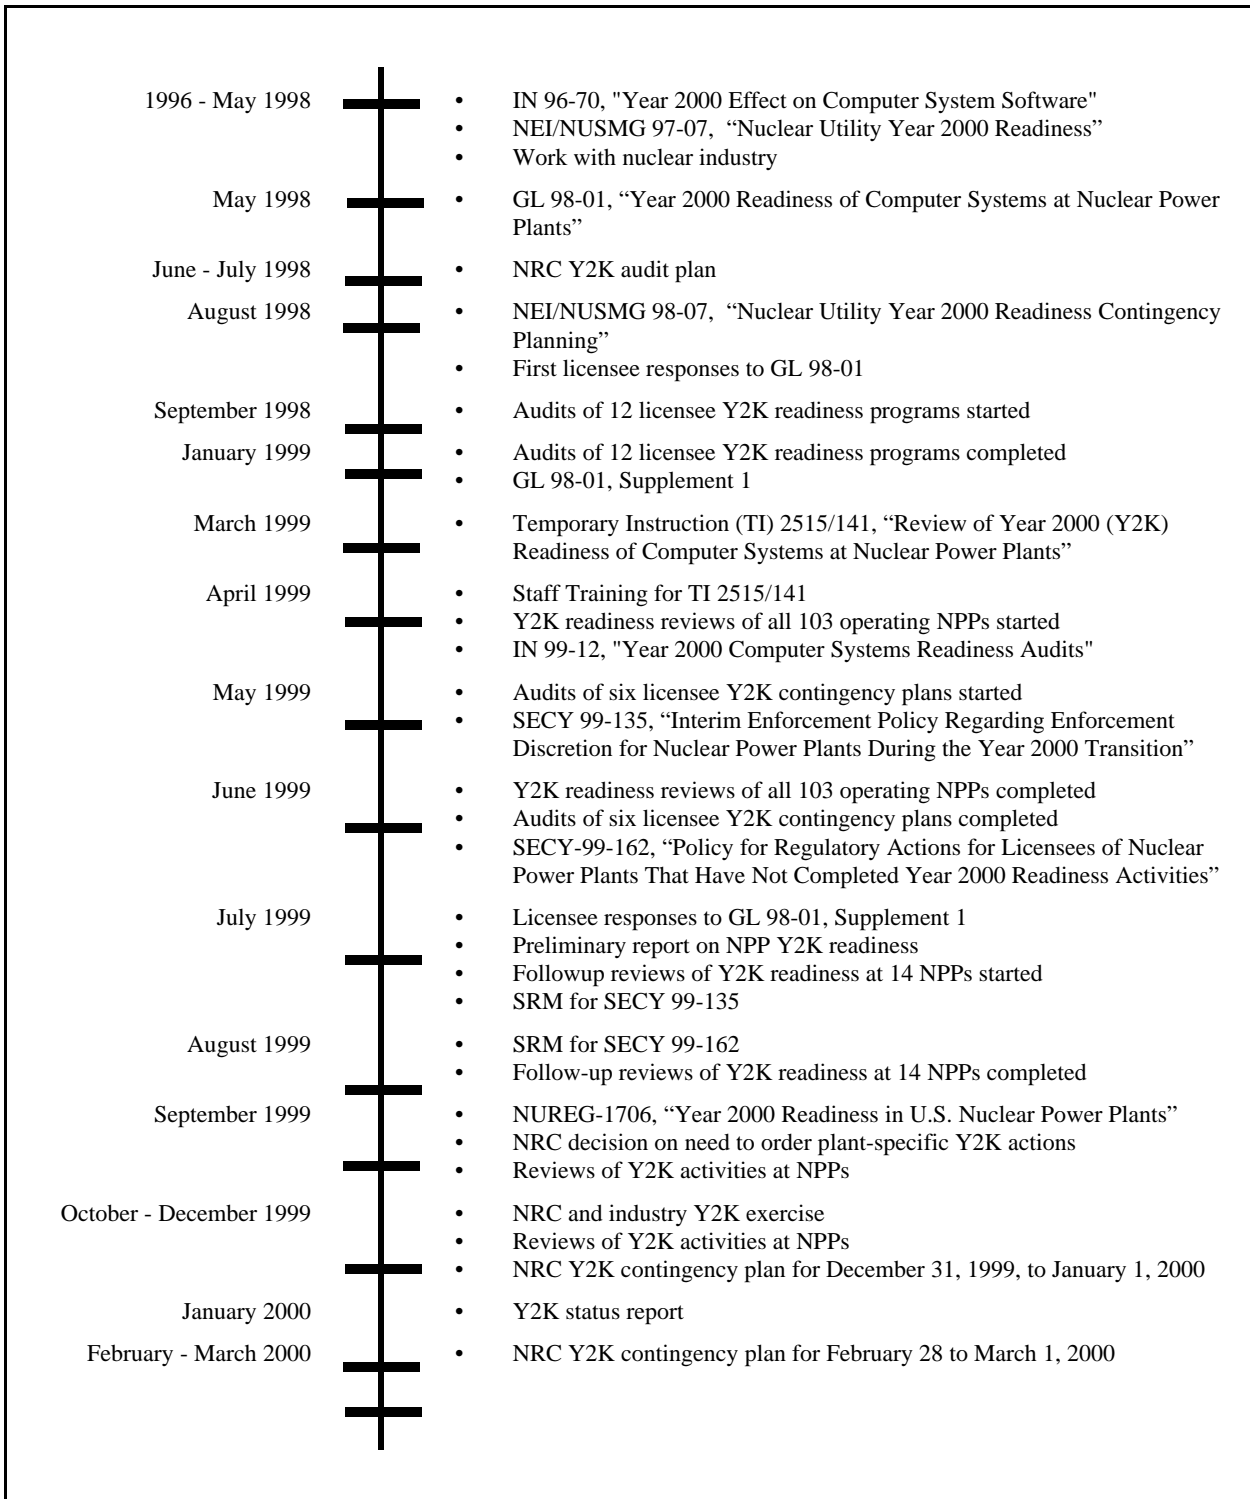 1996 - May 1998 • IN 96-70, "Year 2000 Effect on Computer System Software"
• NEI/NUSMG 97-07, “Nuclear Utility Year 2000 Readiness”
• Work with nuclear industry
May 1998 • GL 98-01, “Year 2000 Readiness of Computer Systems at Nuclear Power
Plants”
June - July 1998 • NRC Y2K audit plan
August 1998 • NEI/NUSMG 98-07, “Nuclear Utility Year 2000 Readiness Contingency
Planning”
• First licensee responses to GL 98-01
September 1998 • Audits of 12 licensee Y2K readiness programs started
January 1999 • Audits of 12 licensee Y2K readiness programs completed
• GL 98-01, Supplement 1
March 1999 • Temporary Instruction (TI) 2515/141, “Review of Year 2000 (Y2K)
Readiness of Computer Systems at Nuclear Power Plants”
April 1999 • Staff Training for TI 2515/141
• Y2K readiness reviews of all 103 operating NPPs started
• IN 99-12, "Year 2000 Computer Systems Readiness Audits"
May 1999 • Audits of six licensee Y2K contingency plans started
• SECY 99-135, “Interim Enforcement Policy Regarding Enforcement
Discretion for Nuclear Power Plants During the Year 2000 Transition”
June 1999 • Y2K readiness reviews of all 103 operating NPPs completed
• Audits of six licensee Y2K contingency plans completed
• SECY-99-162, “Policy for Regulatory Actions for Licensees of Nuclear
Power Plants That Have Not Completed Year 2000 Readiness Activities”
July 1999 • Licensee responses to GL 98-01, Supplement 1
• Preliminary report on NPP Y2K readiness
• Followup reviews of Y2K readiness at 14 NPPs started
• SRM for SECY 99-135
August 1999 • SRM for SECY 99-162
• Follow-up reviews of Y2K readiness at 14 NPPs completed
September 1999 • NUREG-1706, “Year 2000 Readiness in U.S. Nuclear Power Plants”
• NRC decision on need to order plant-specific Y2K actions
• Reviews of Y2K activities at NPPs
October - December 1999 • NRC and industry Y2K exercise
• Reviews of Y2K activities at NPPs
• NRC Y2K contingency plan for December 31, 1999, to January 1, 2000
January 2000 • Y2K status report
February - March 2000 • NRC Y2K contingency plan for February 28 to March 1, 2000